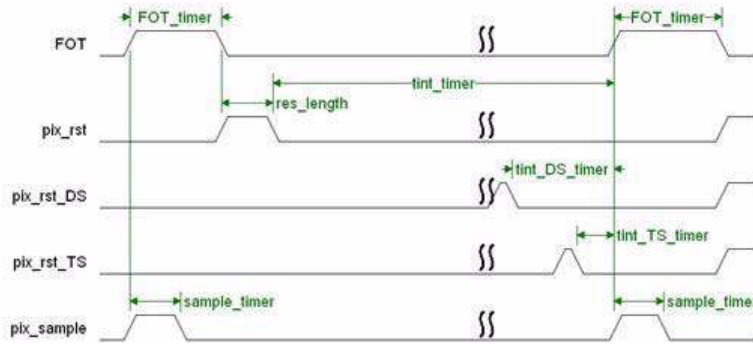 FOT_timer FOT_timer
FOT
tint_timer
res_length
pix_rst
tint_DS_timer
pix_rst_DS
tint_TS_timer
pix_rst_TS
sample_timer sample_time
pix_sample